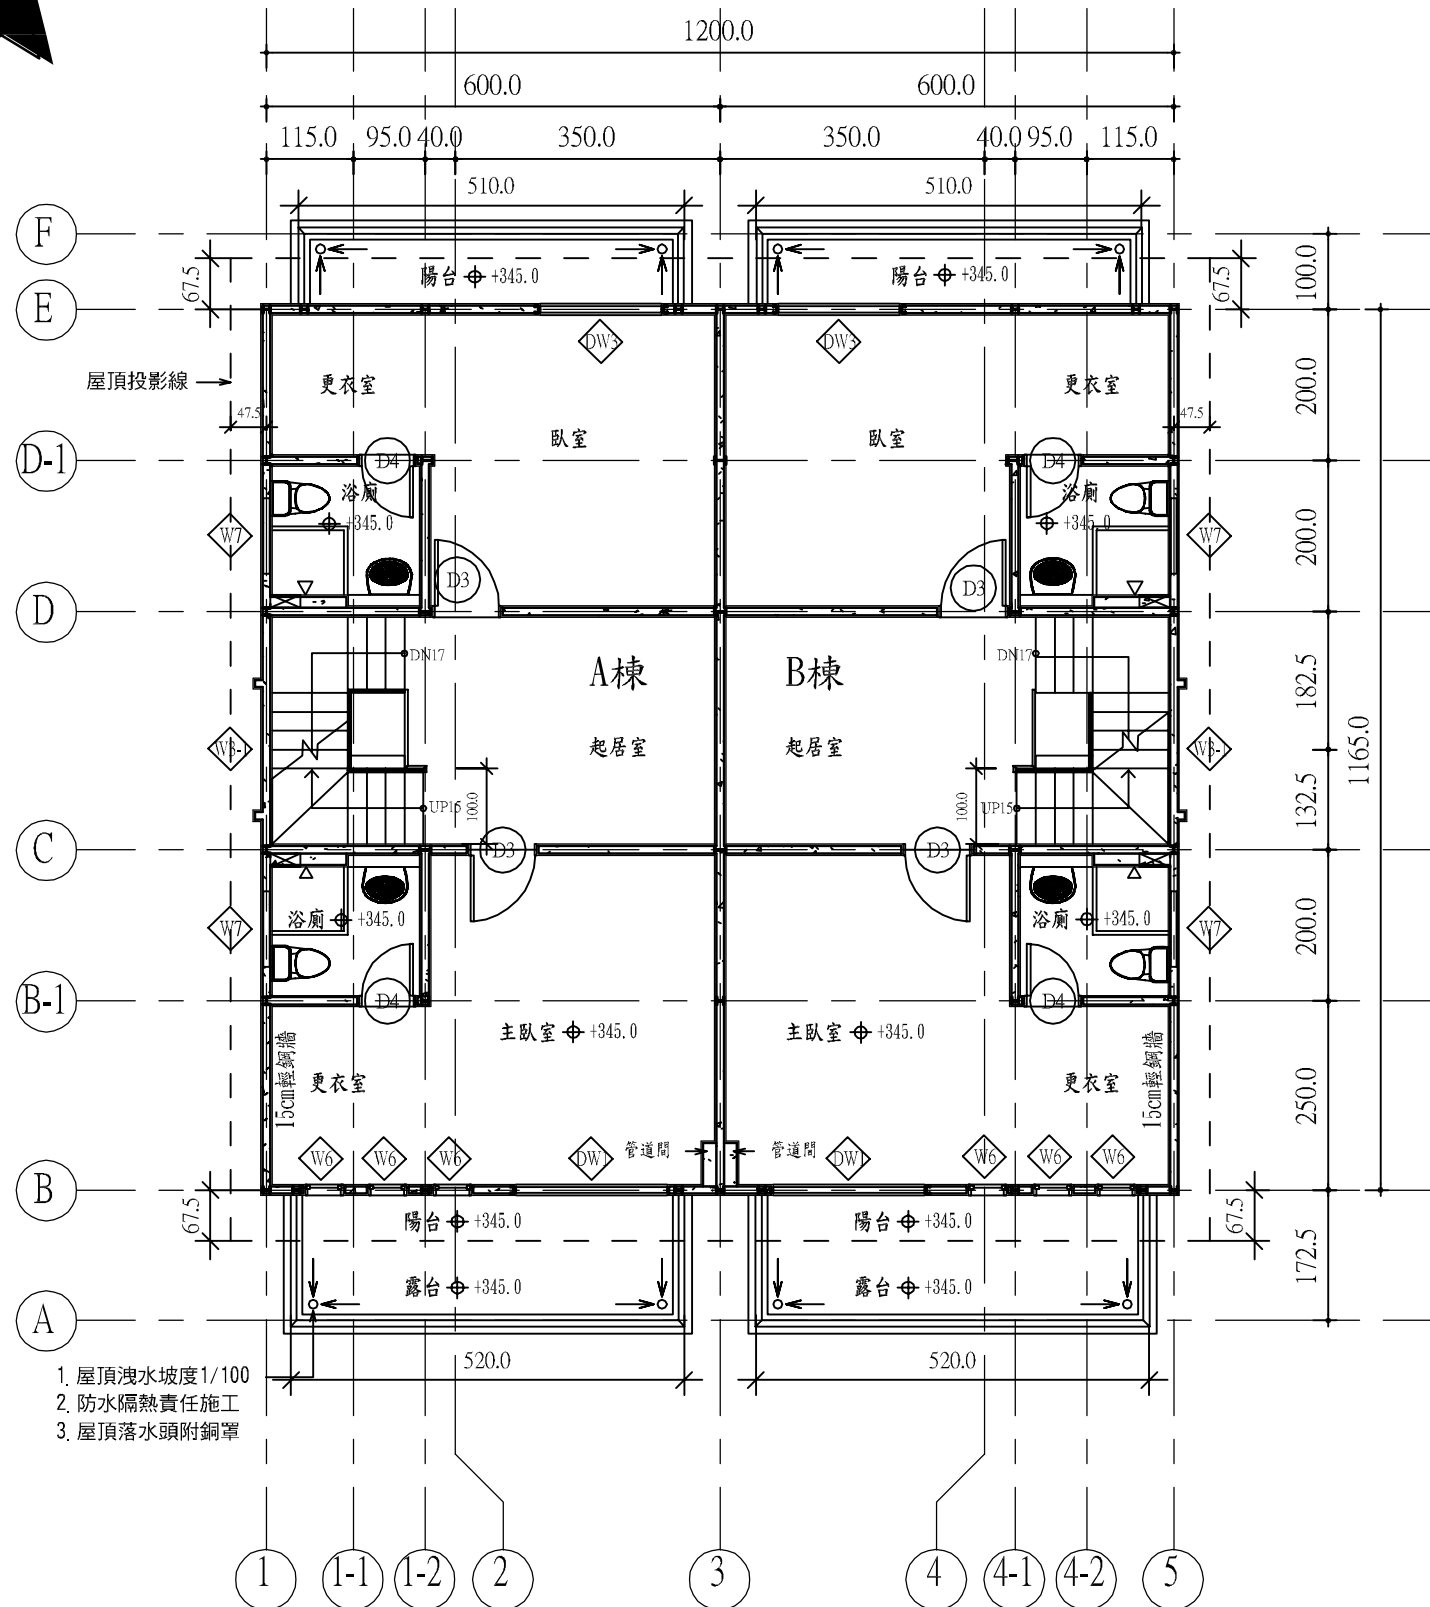 1200.0
600.0 600.0
115.0 95.0 40.0 350.0 350.0 40.0 95.0 115.0
510.0 510.0
F
67.5 陽台 +345.0 陽台 +345.0 67.5 100.0
E
DW3 DW3
屋頂投影線 更衣室 更衣室 200.0
47.5 47.5
臥室 臥室
D-1 D4 D4
浴廁 浴廁
+345.0 +345.0
W7 W7 200.0
D3 D3
D
DN17 DN17
A棟 B棟 182.5
W3-1 起居室 起居室 W3-1 1165.0
UP15 100.0 100.0 UP15 132.5
C D3 D3
浴廁 +345.0 浴廁 +345.0
W7 W7 200.0
B-1 D4 D4
主臥室 +345.0 主臥室 +345.0
15cm輕鋼牆 更衣室 更衣室 15cm輕鋼牆 250.0
管道間 管道間
W6 W6 W6 DW1 DW1 W6 W6 W6
B
67.5 陽台 +345.0 陽台 +345.0 67.5
172.5
露台 +345.0 露台 +345.0
A
520.0 520.0
1. 屋頂洩水坡度1/100
2. 防水隔熱責任施工
3. 屋頂落水頭附銅罩
1 1-1 1-2 2 3 4 4-1 4-2 5